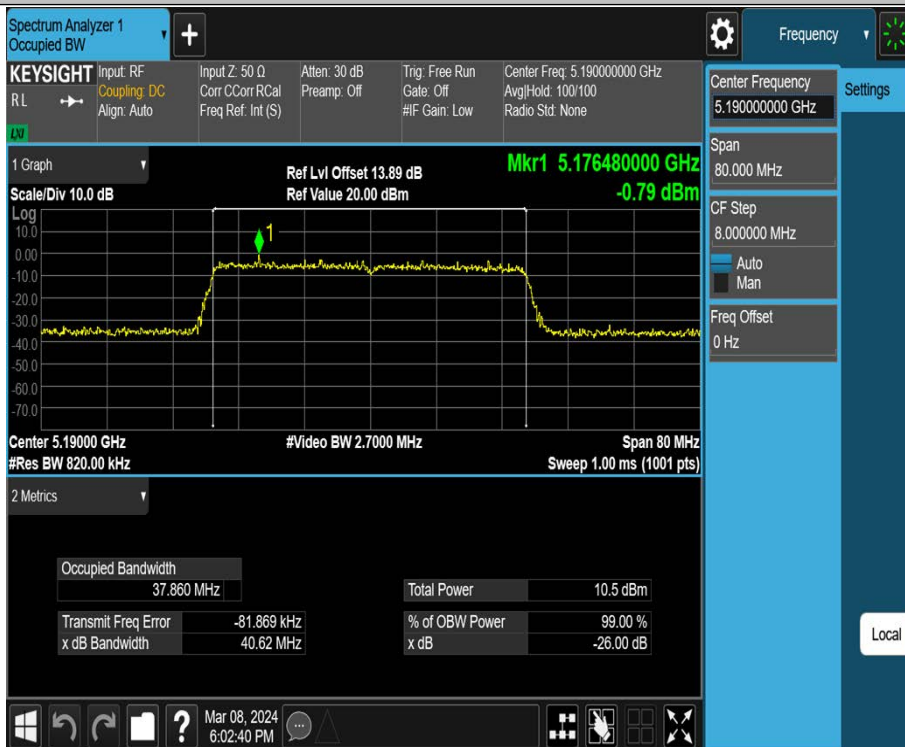 Spectrum Analyzer 1
Occupied BW
+
Frequency
KEYSIGHT
RL
LXI
Input: RF
Coupling: DC
Align: Auto
Input Z: 50 Ω
Corr CCorr RCal
Freq Ref: Int (S)
Atten: 30 dB
Preamp: Off
Trig: Free Run
Gate: Off
#IF Gain: Low
Center Freq: 5.190000000 GHz
Avg|Hold: 100/100
Radio Std: None
Center Frequency
5.190000000 GHz
Settings
Span
80.000 MHz
CF Step
8.000000 MHz
Auto
Man
Freq Offset
0 Hz
Local
1 Graph
Scale/Div 10.0 dB
Ref Lvl Offset 13.89 dB
Ref Value 20.00 dBm
Mkr1 5.176480000 GHz
-0.79 dBm
Log
10.0
0.00
-10.0
-20.0
-30.0
-40.0
-50.0
-60.0
-70.0
1
Center 5.19000 GHz
#Video BW 2.7000 MHz
Span 80 MHz
#Res BW 820.00 kHz
Sweep 1.00 ms (1001 pts)
2 Metrics
Occupied Bandwidth
37.860 MHz
Total Power 10.5 dBm
Transmit Freq Error -81.869 kHz
% of OBW Power 99.00 %
x dB Bandwidth 40.62 MHz
x dB -26.00 dB
?
Mar 08, 2024
6:02:40 PM